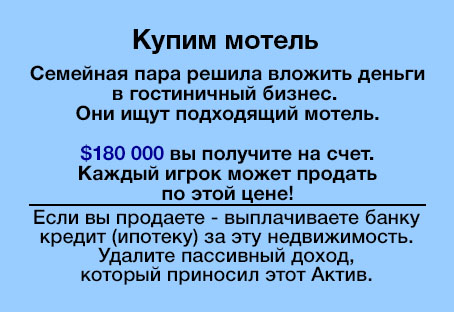 Купим мотель
Семейная пара решила вложить деньги
в гостиничный бизнес.
Они ищут подходящий мотель.
$180 000 вы получите на счет.
Каждый игрок может продать
по этой цене!
Если вы продаете - выплачиваете банку
кредит (ипотеку) за эту недвижимость.
Удалите пассивный доход,
который приносил этот Актив.